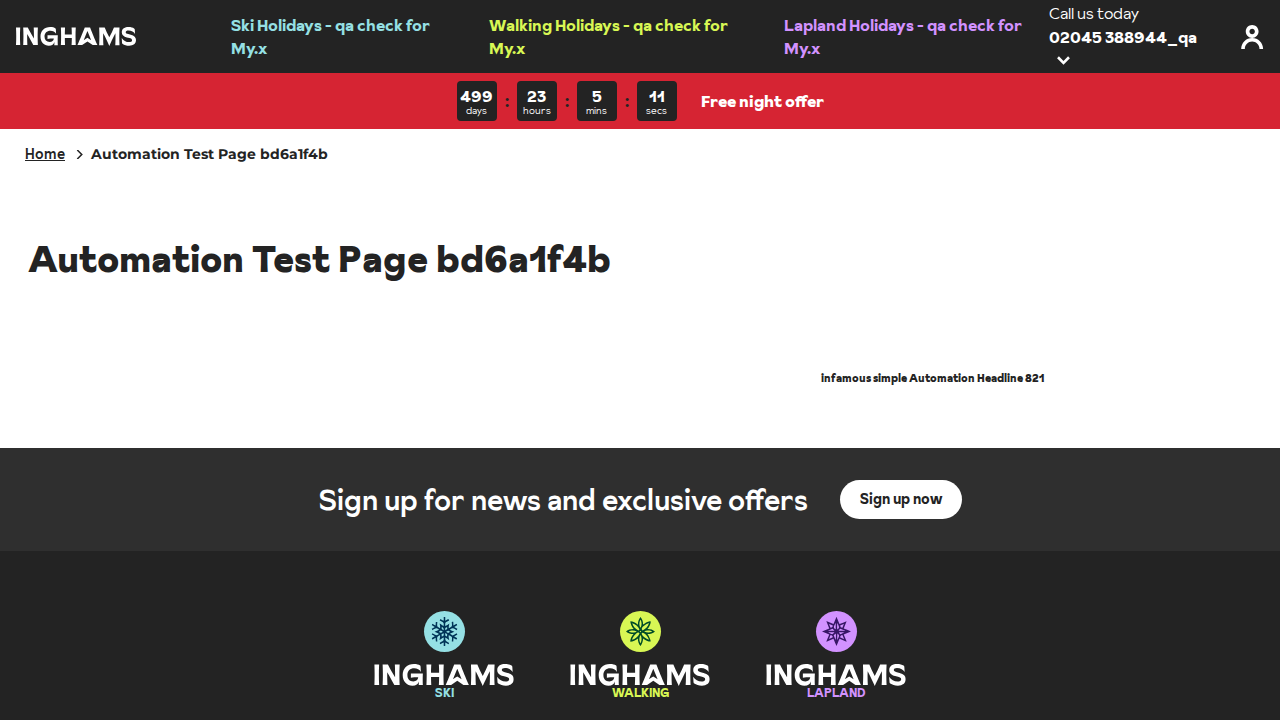 INGHAMS
Ski Holidays - qa check for
My.x
Walking Holidays - qa check for
My.x
Lapland Holidays - qa check for
My.x
Call us today
02045 388944_qa
499 : 23 : 5 : 11
days hours mins secs
Free night offer
Home > Automation Test Page bd6a1f4b
Automation Test Page bd6a1f4b
infamous simple Automation Headline 821
Sign up for news and exclusive offers
Sign up now
INGHAMS
SKI
INGHAMS
WALKING
INGHAMS
LAPLAND